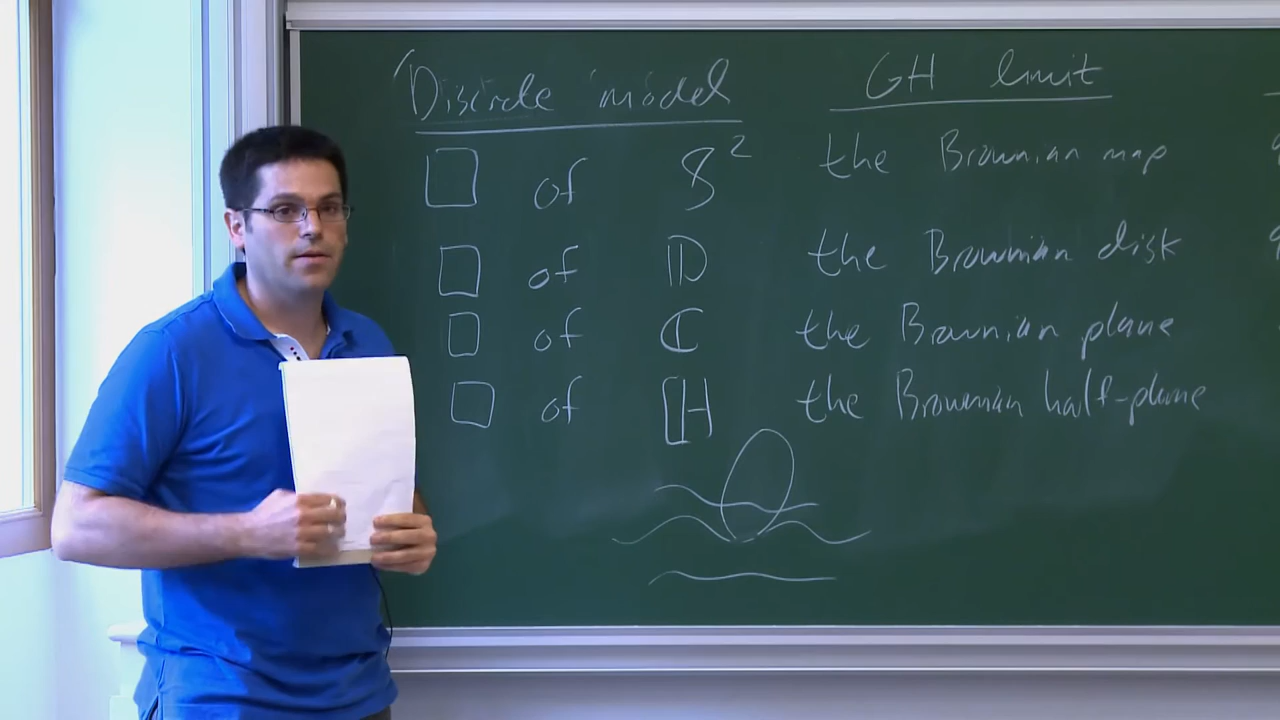 Discrete model GH limit
□ of S² the Brownian map
□ of 𝔻 the Brownian disk
□ of ℂ the Brownian plane
□ of ℍ the Brownian half-plane